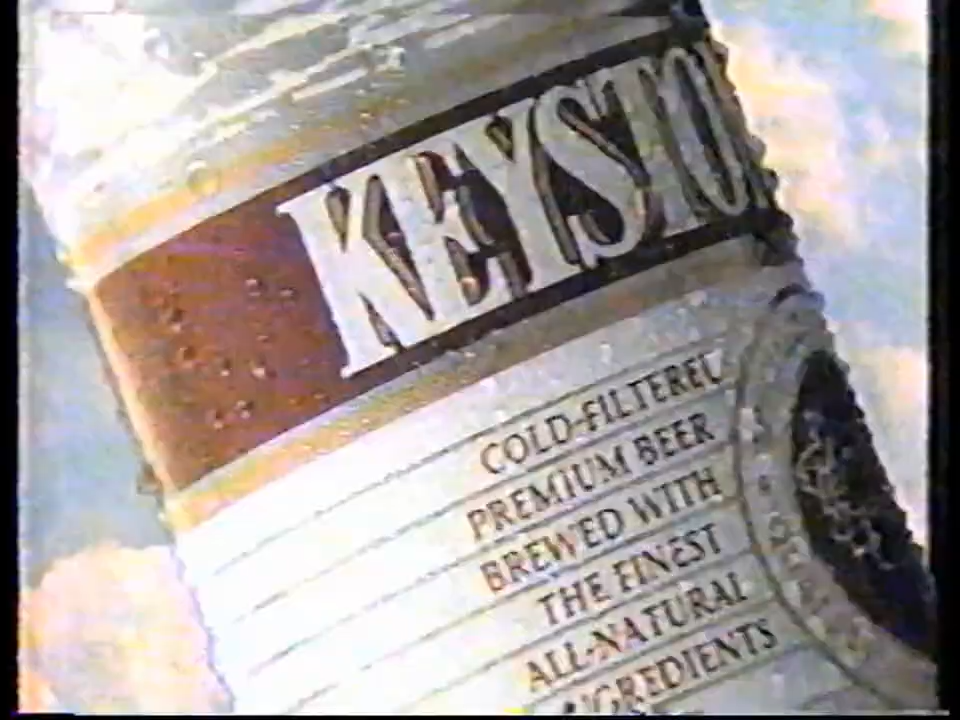 KEYSTO
COLD-FILTERED
PREMIUM BEER
BREWED WITH
THE FINEST
ALL-NATURAL
INGREDIENTS